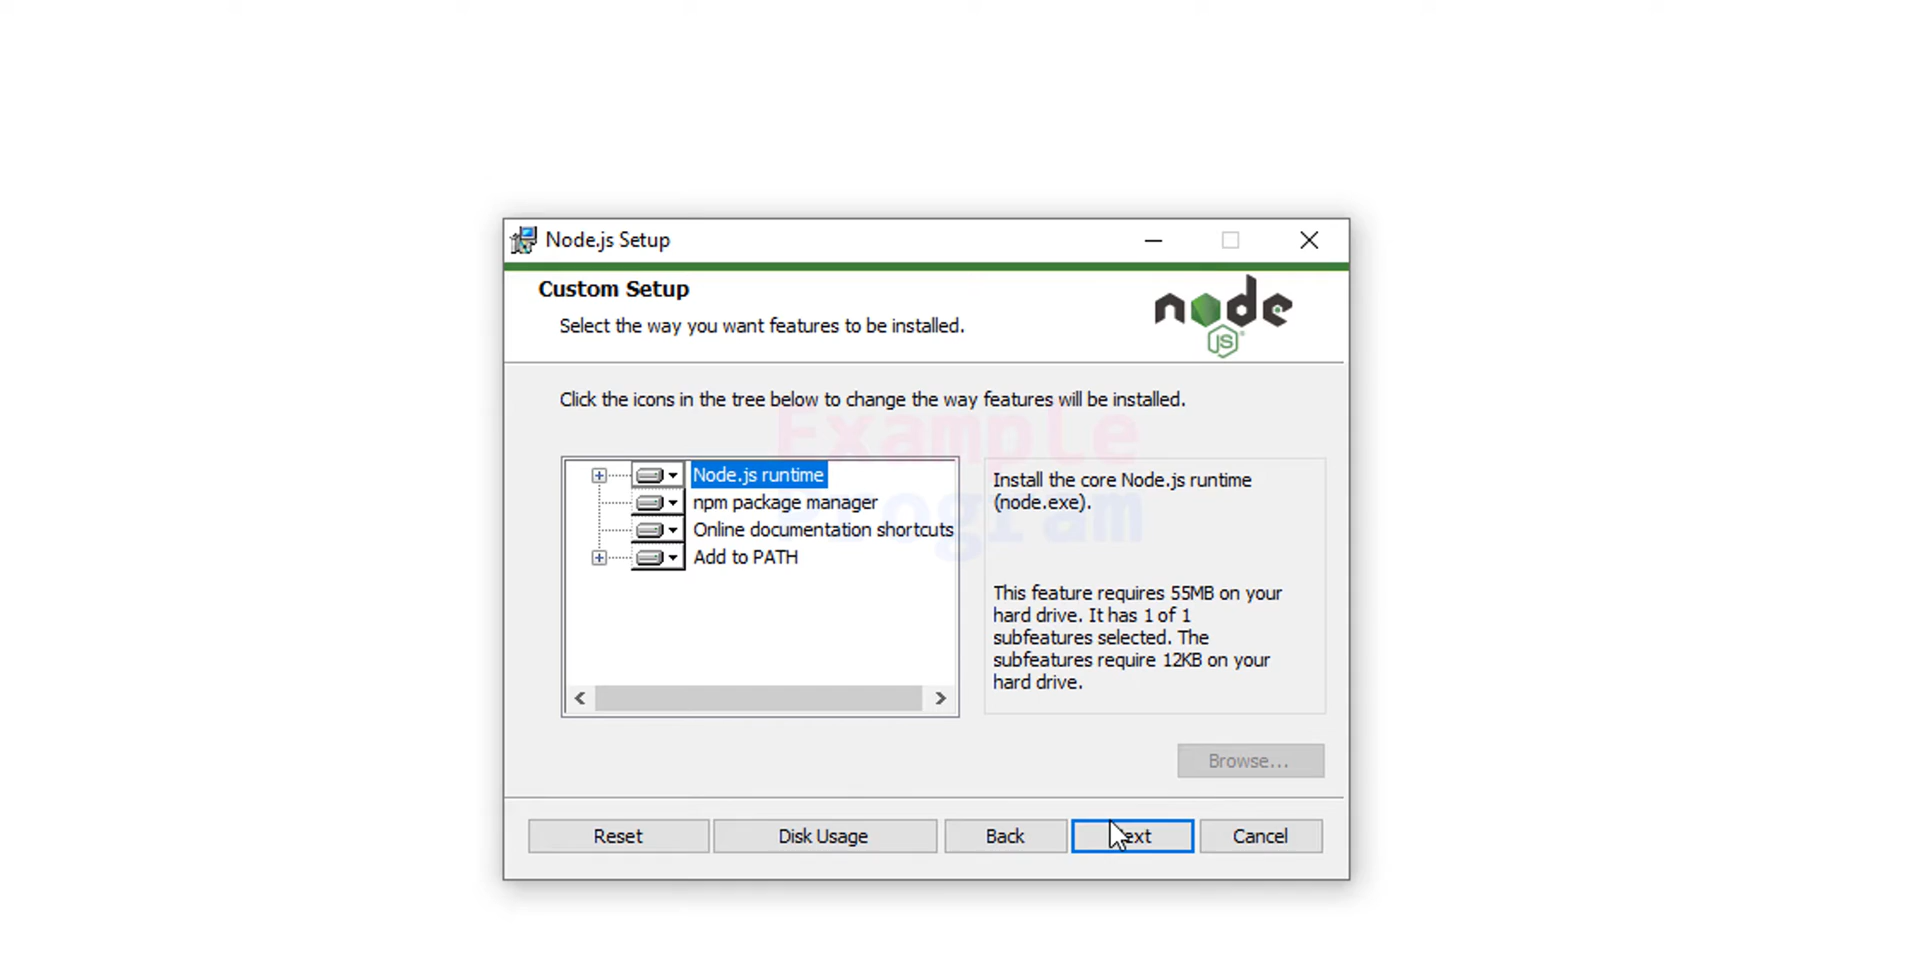 Node.js Setup
Custom Setup
Select the way you want features to be installed.
node
JS
Click the icons in the tree below to change the way features will be installed.
Example
Program
Node.js runtime
npm package manager
Online documentation shortcuts
Add to PATH
Install the core Node.js runtime
(node.exe).
This feature requires 55MB on your
hard drive. It has 1 of 1
subfeatures selected. The
subfeatures require 12KB on your
hard drive.
Browse...
Reset
Disk Usage
Back
Next
Cancel